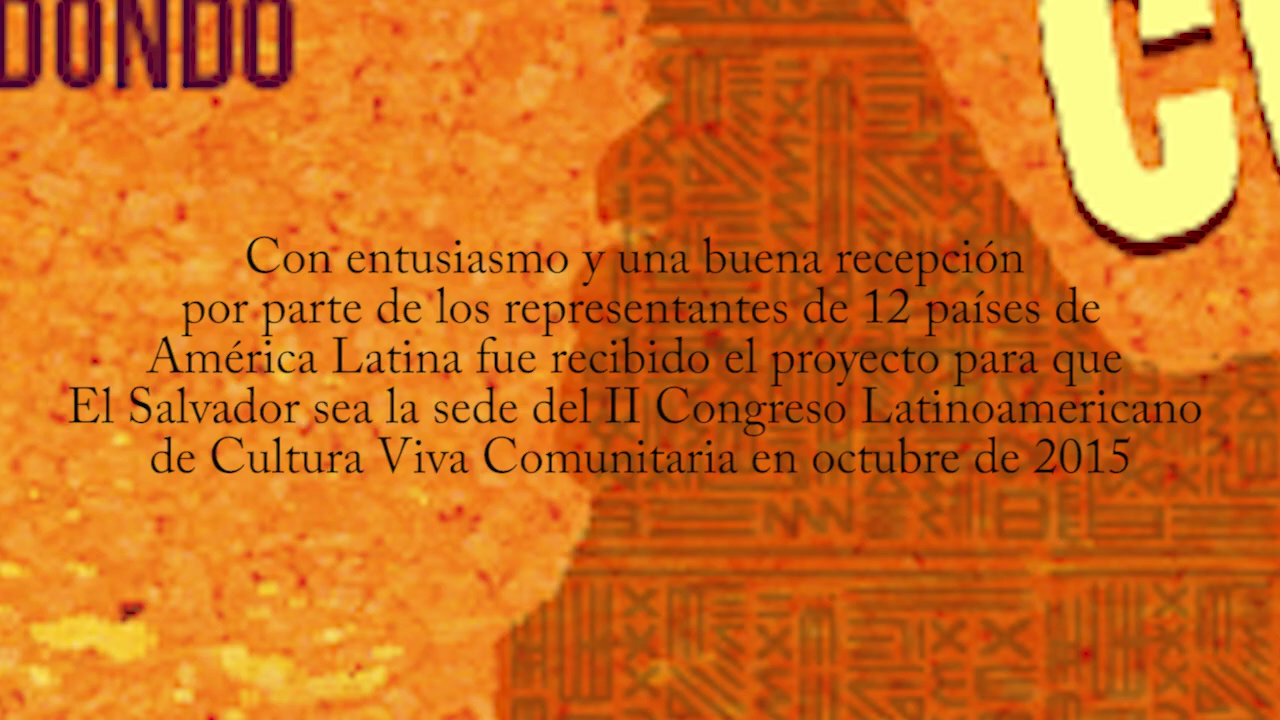 DONDO
Con entusiasmo y una buena recepción
por parte de los representantes de 12 países de
América Latina fue recibido el proyecto para que
El Salvador sea la sede del II Congreso Latinoamericano
de Cultura Viva Comunitaria en octubre de 2015